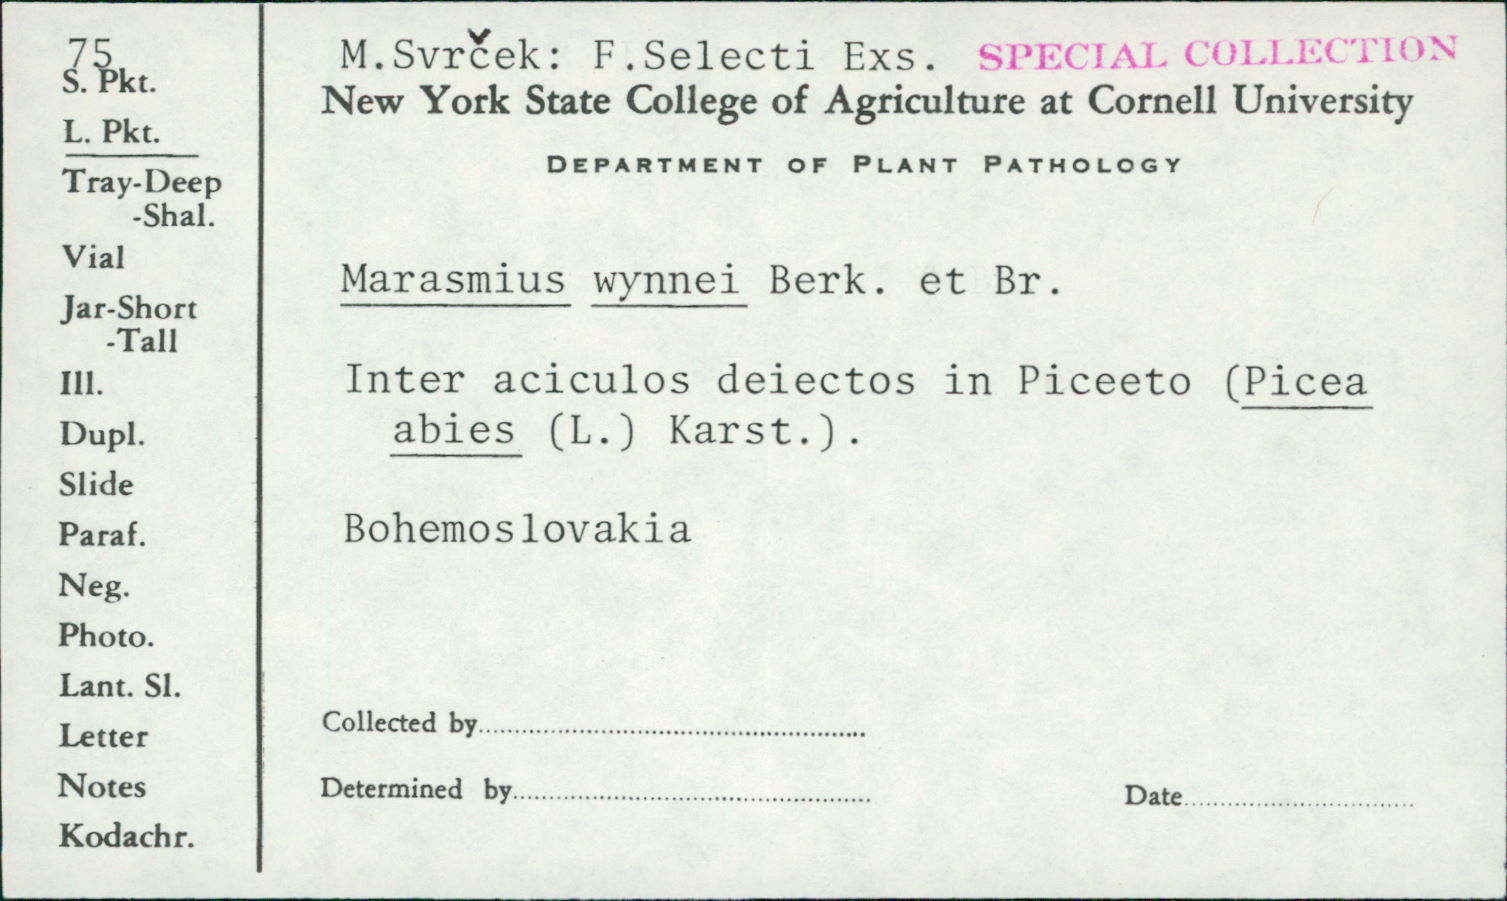 75
S. Pkt.
L. Pkt.
Tray-Deep
-Shal.
Vial
Jar-Short
-Tall
Ill.
Dupl.
Slide
Paraf.
Neg.
Photo.
Lant. Sl.
Letter
Notes
Kodachr.
M.Svrček: F.Selecti Exs. SPECIAL COLLECTION
New York State College of Agriculture at Cornell University
DEPARTMENT OF PLANT PATHOLOGY
Marasmius wynnei Berk. et Br.
Inter aciculos deiectos in Piceeto (Picea
abies (L.) Karst.).
Bohemoslovakia
Collected by
Determined by
Date